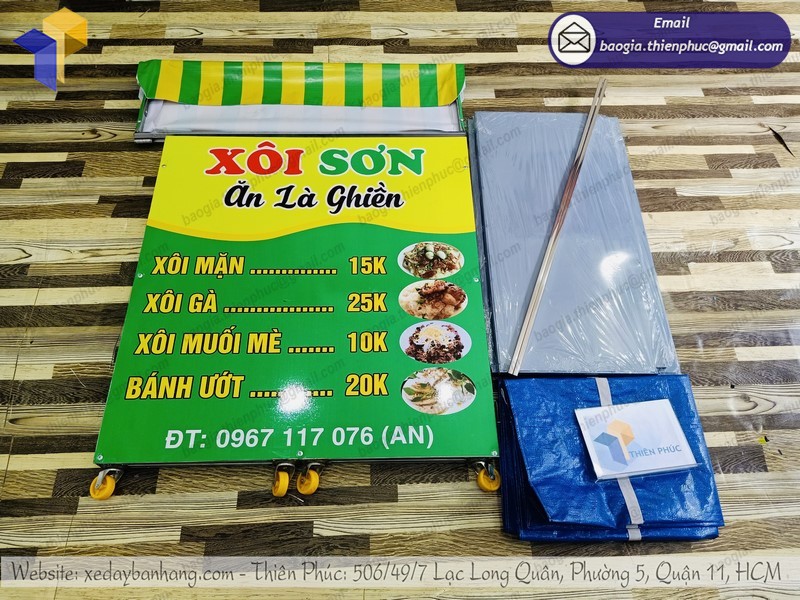 Email
baogia.thienphuc@gmail.com
XÔI SƠN
Ăn Là Ghiền
XÔI MẶN .............. 15K
XÔI GÀ ................. 25K
XÔI MUỐI MÈ ....... 10K
BÁNH ƯỚT ............ 20K
ĐT: 0967 117 076 (AN)
THIÊN PHÚC
Website: xedaybanhang.com - Thiên Phúc: 506/49/7 Lạc Long Quân, Phường 5, Quận 11, HCM